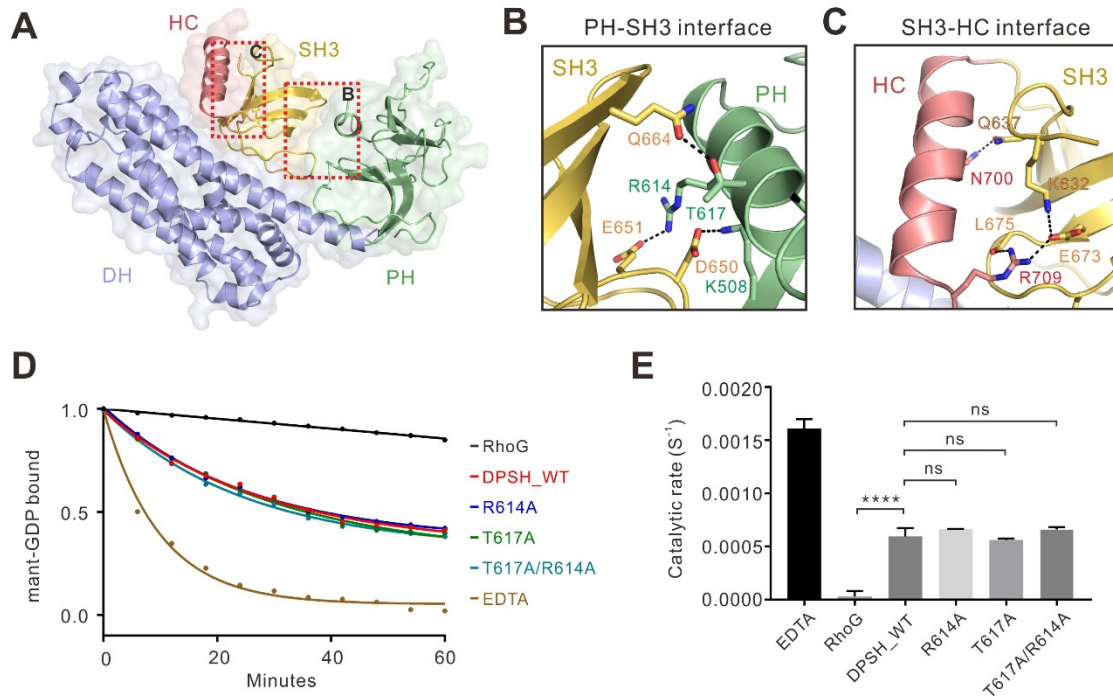 A
HC
SH3
C
B
DH
PH
B
PH-SH3 interface
SH3
PH
Q664
R614
T617
E651
D650
K508
C
SH3-HC interface
HC
SH3
Q637
N700
K632
L675
E673
R709
D
mant-GDP bound
1.0
0.5
0.0
0 20 40 60
Minutes
RhoG
DPSH_WT
R614A
T617A
T617A/R614A
EDTA
E
Catalytic rate (S⁻¹)
0.0020
0.0015
0.0010
0.0005
0.0000
ns
ns
ns
****
EDTA
RhoG
DPSH_WT
R614A
T617A
T617A/R614A